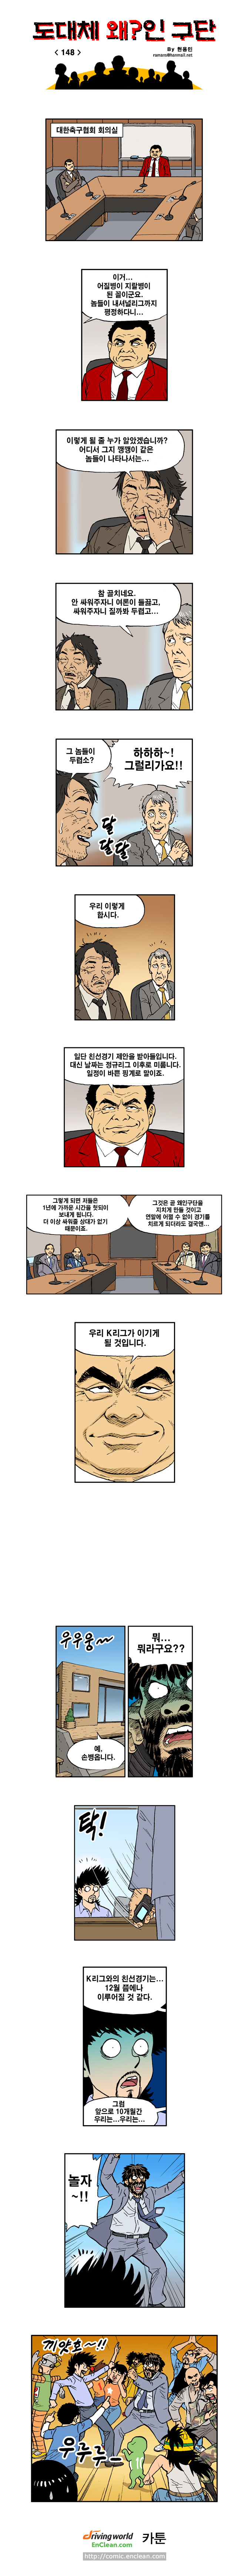 도대체 왜?인 구단
< 148 >
By 현용민
ramans@hanmail.net
대한축구협회 회의실
이거...
어질병이 지랄병이
된 꼴이군요.
놈들이 내셔널리그까지
평정하다니...
이렇게 될 줄 누가 알았겠습니까?
어디서 그지 깽깽이 같은
놈들이 나타나서는...
참 골치네요.
안 싸워주자니 여론이 들끓고,
싸워주자니 질까봐 두렵고...
그 놈들이
두렵소?
하하하~!
그럴리가요!!
달
달달
우리 이렇게
합시다.
일단 친선경기 제안을 받아들입니다.
대신 날짜는 정규리그 이후로 미룹니다.
일정이 바쁜 핑계로 말이죠.
그렇게 되면 저들은
1년에 가까운 시간을 헛되이
보내게 됩니다.
더 이상 싸워줄 상대가 없기
때문이죠.
그것은 곧 왜인구단을
지치게 만들 것이고
연말에 어쩔 수 없이 경기를
치르게 되더라도 결국엔...
우리 K리그가 이기게
될 것입니다.
우우웅~
예.
손병옵니다.
뭐...
뭐라구요??
탁!
K리그와의 친선경기는...
12월 쯤에나
이루어질 것 같다.
그럼
앞으로 10개월간
우리는...우리는...
놀자
~!!
끼얏호~!!
우루루
Driving world
EnClean.com
카툰
http://comic.enclean.com